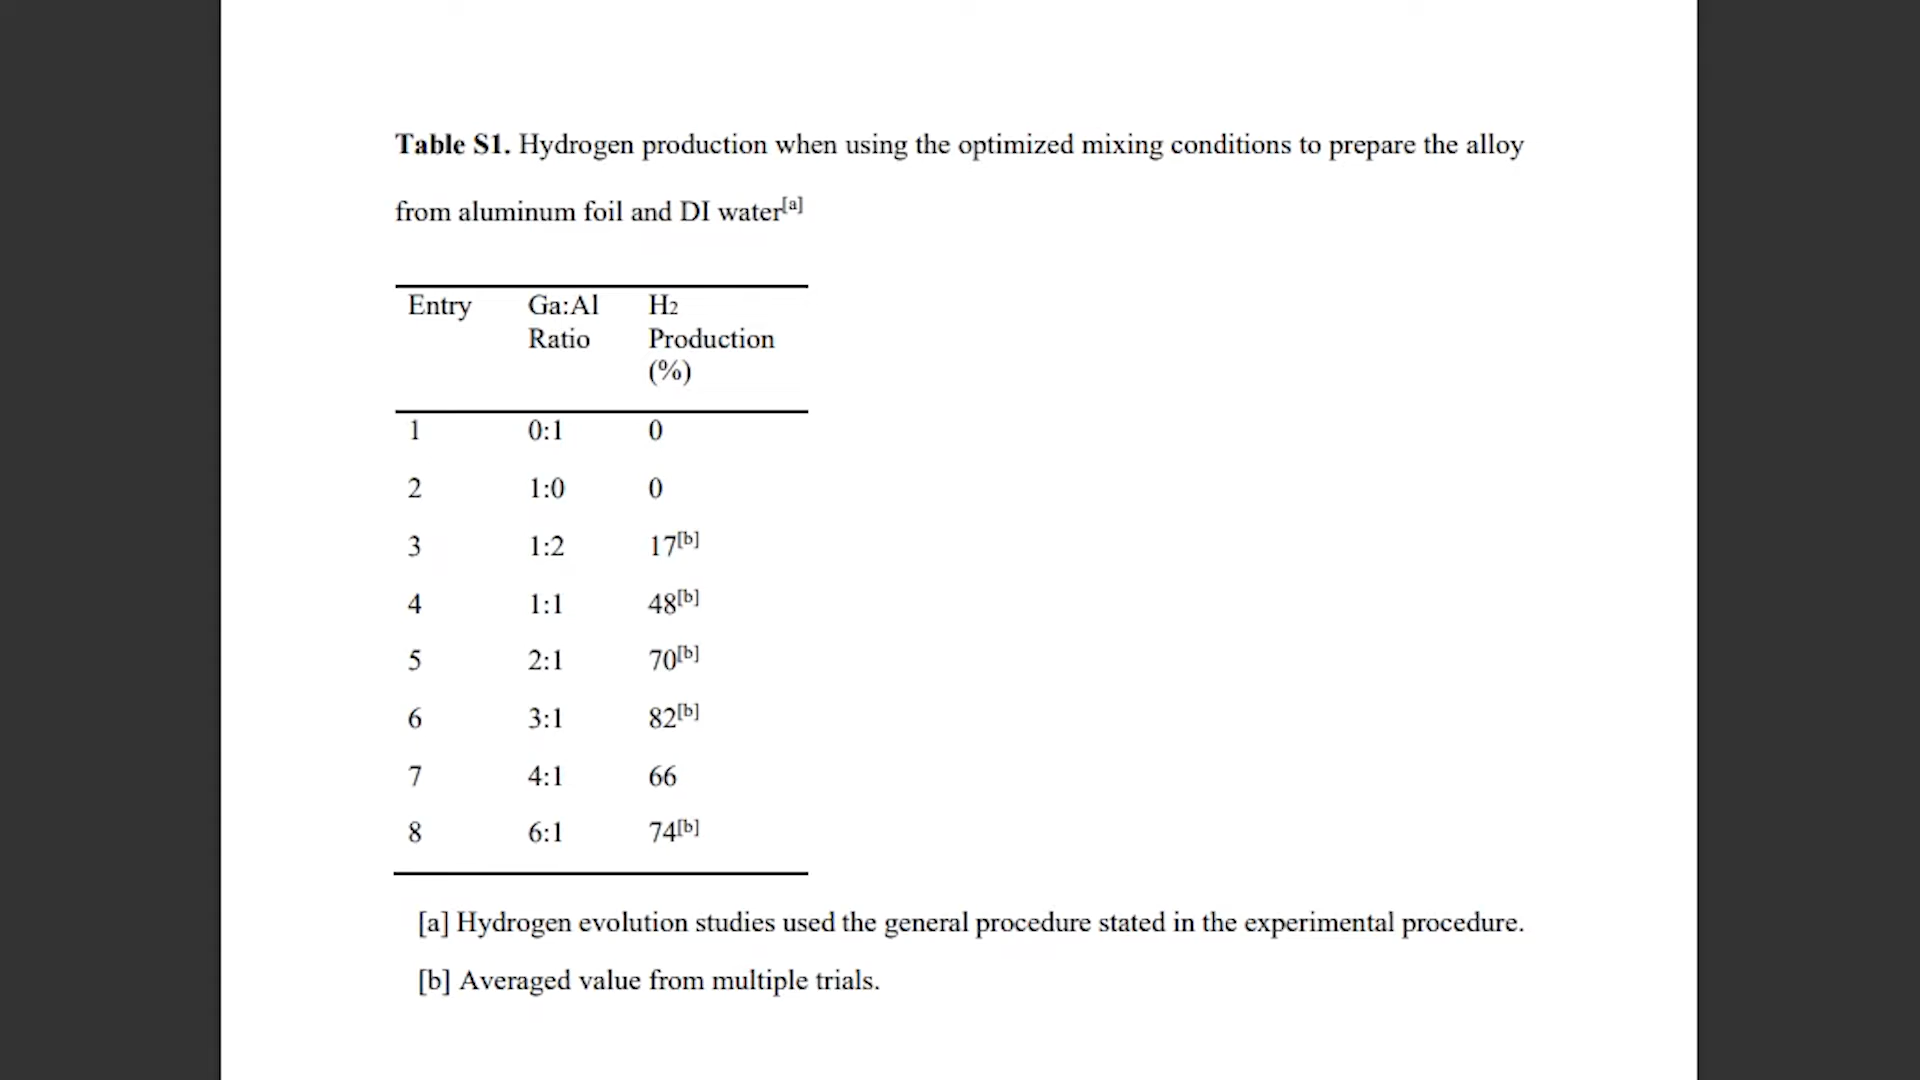 Table S1. Hydrogen production when using the optimized mixing conditions to prepare the alloy
from aluminum foil and DI water[a]
Entry Ga:Al Ratio H2 Production (%)
1 0:1 0
2 1:0 0
3 1:2 17[b]
4 1:1 48[b]
5 2:1 70[b]
6 3:1 82[b]
7 4:1 66
8 6:1 74[b]
[a] Hydrogen evolution studies used the general procedure stated in the experimental procedure.
[b] Averaged value from multiple trials.